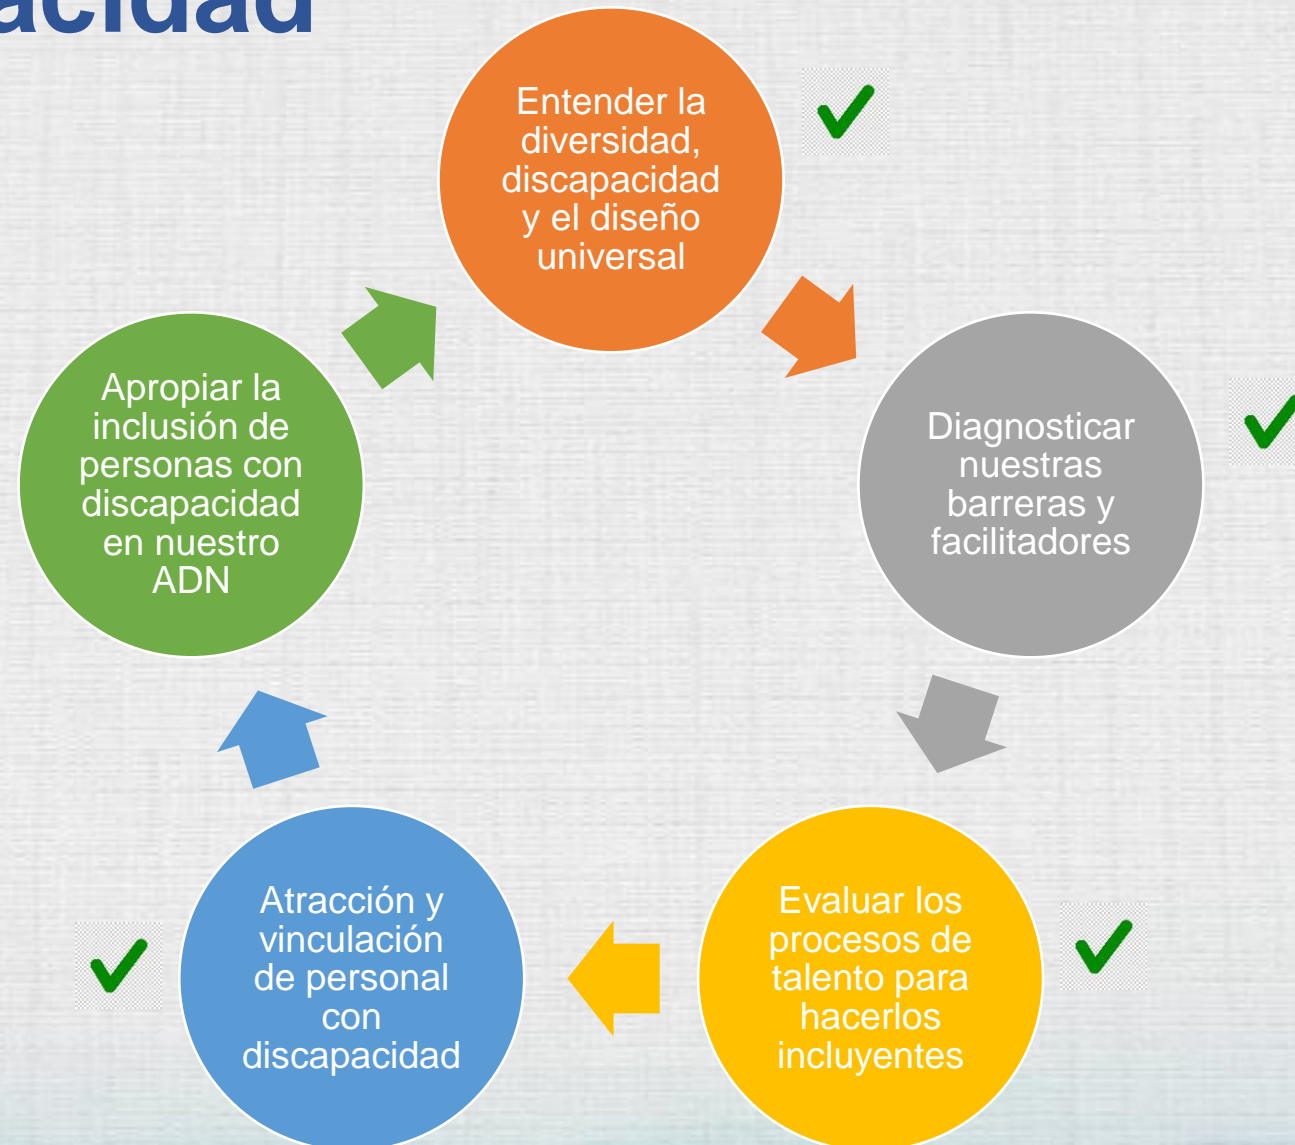 Entender la
diversidad,
discapacidad
y el diseño
universal
Diagnosticar
nuestras
barreras y
facilitadores
Evaluar los
procesos de
talento para
hacerlos
incluyentes
Atracción y
vinculación
de personal
con
discapacidad
Apropiar la
inclusión de
personas con
discapacidad
en nuestro
ADN